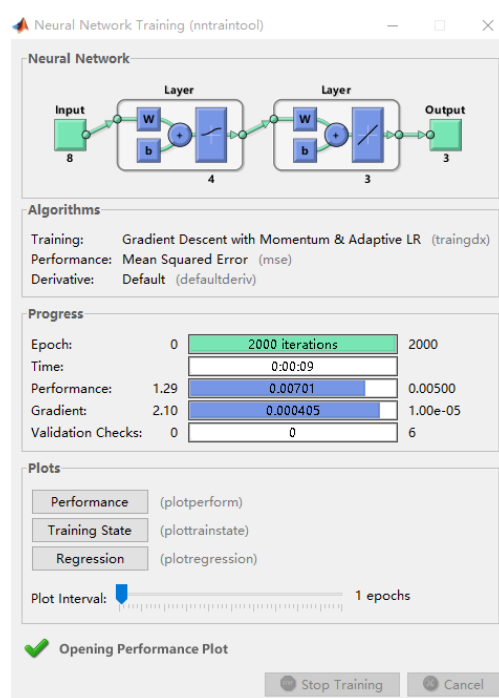 Neural Network Training (nntraintool)
Neural Network
Layer Layer
Input Output
W W
b b
8 4 3 3
Algorithms
Training: Gradient Descent with Momentum & Adaptive LR (traingdx)
Performance: Mean Squared Error (mse)
Derivative: Default (defaultderiv)
Progress
Epoch: 0 2000 iterations 2000
Time: 0:00:09
Performance: 1.29 0.00701 0.00500
Gradient: 2.10 0.000405 1.00e-05
Validation Checks: 0 0 6
Plots
Performance (plotperform)
Training State (plottrainstate)
Regression (plotregression)
Plot Interval: 1 epochs
Opening Performance Plot
Stop Training Cancel